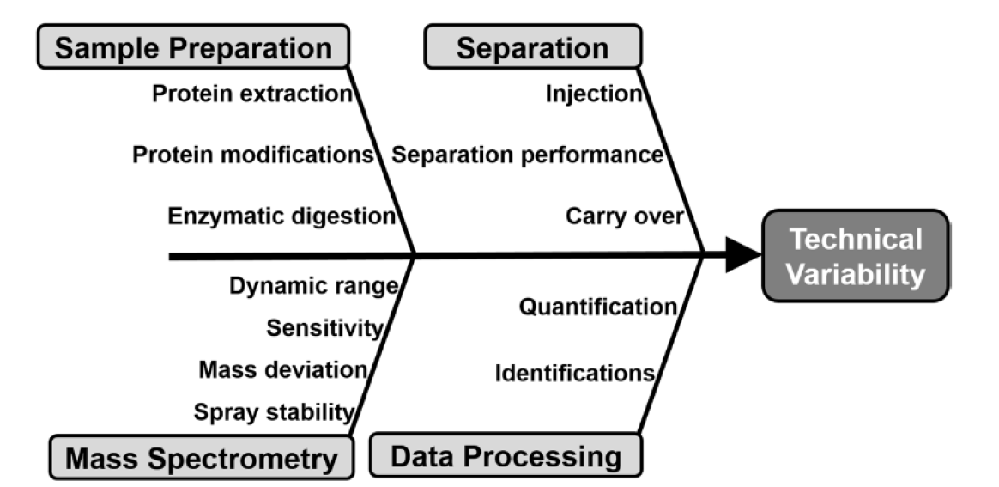 Sample Preparation
Separation
Protein extraction
Injection
Protein modifications
Separation performance
Enzymatic digestion
Carry over
Technical
Variability
Dynamic range
Quantification
Sensitivity
Mass deviation
Identifications
Spray stability
Mass Spectrometry
Data Processing